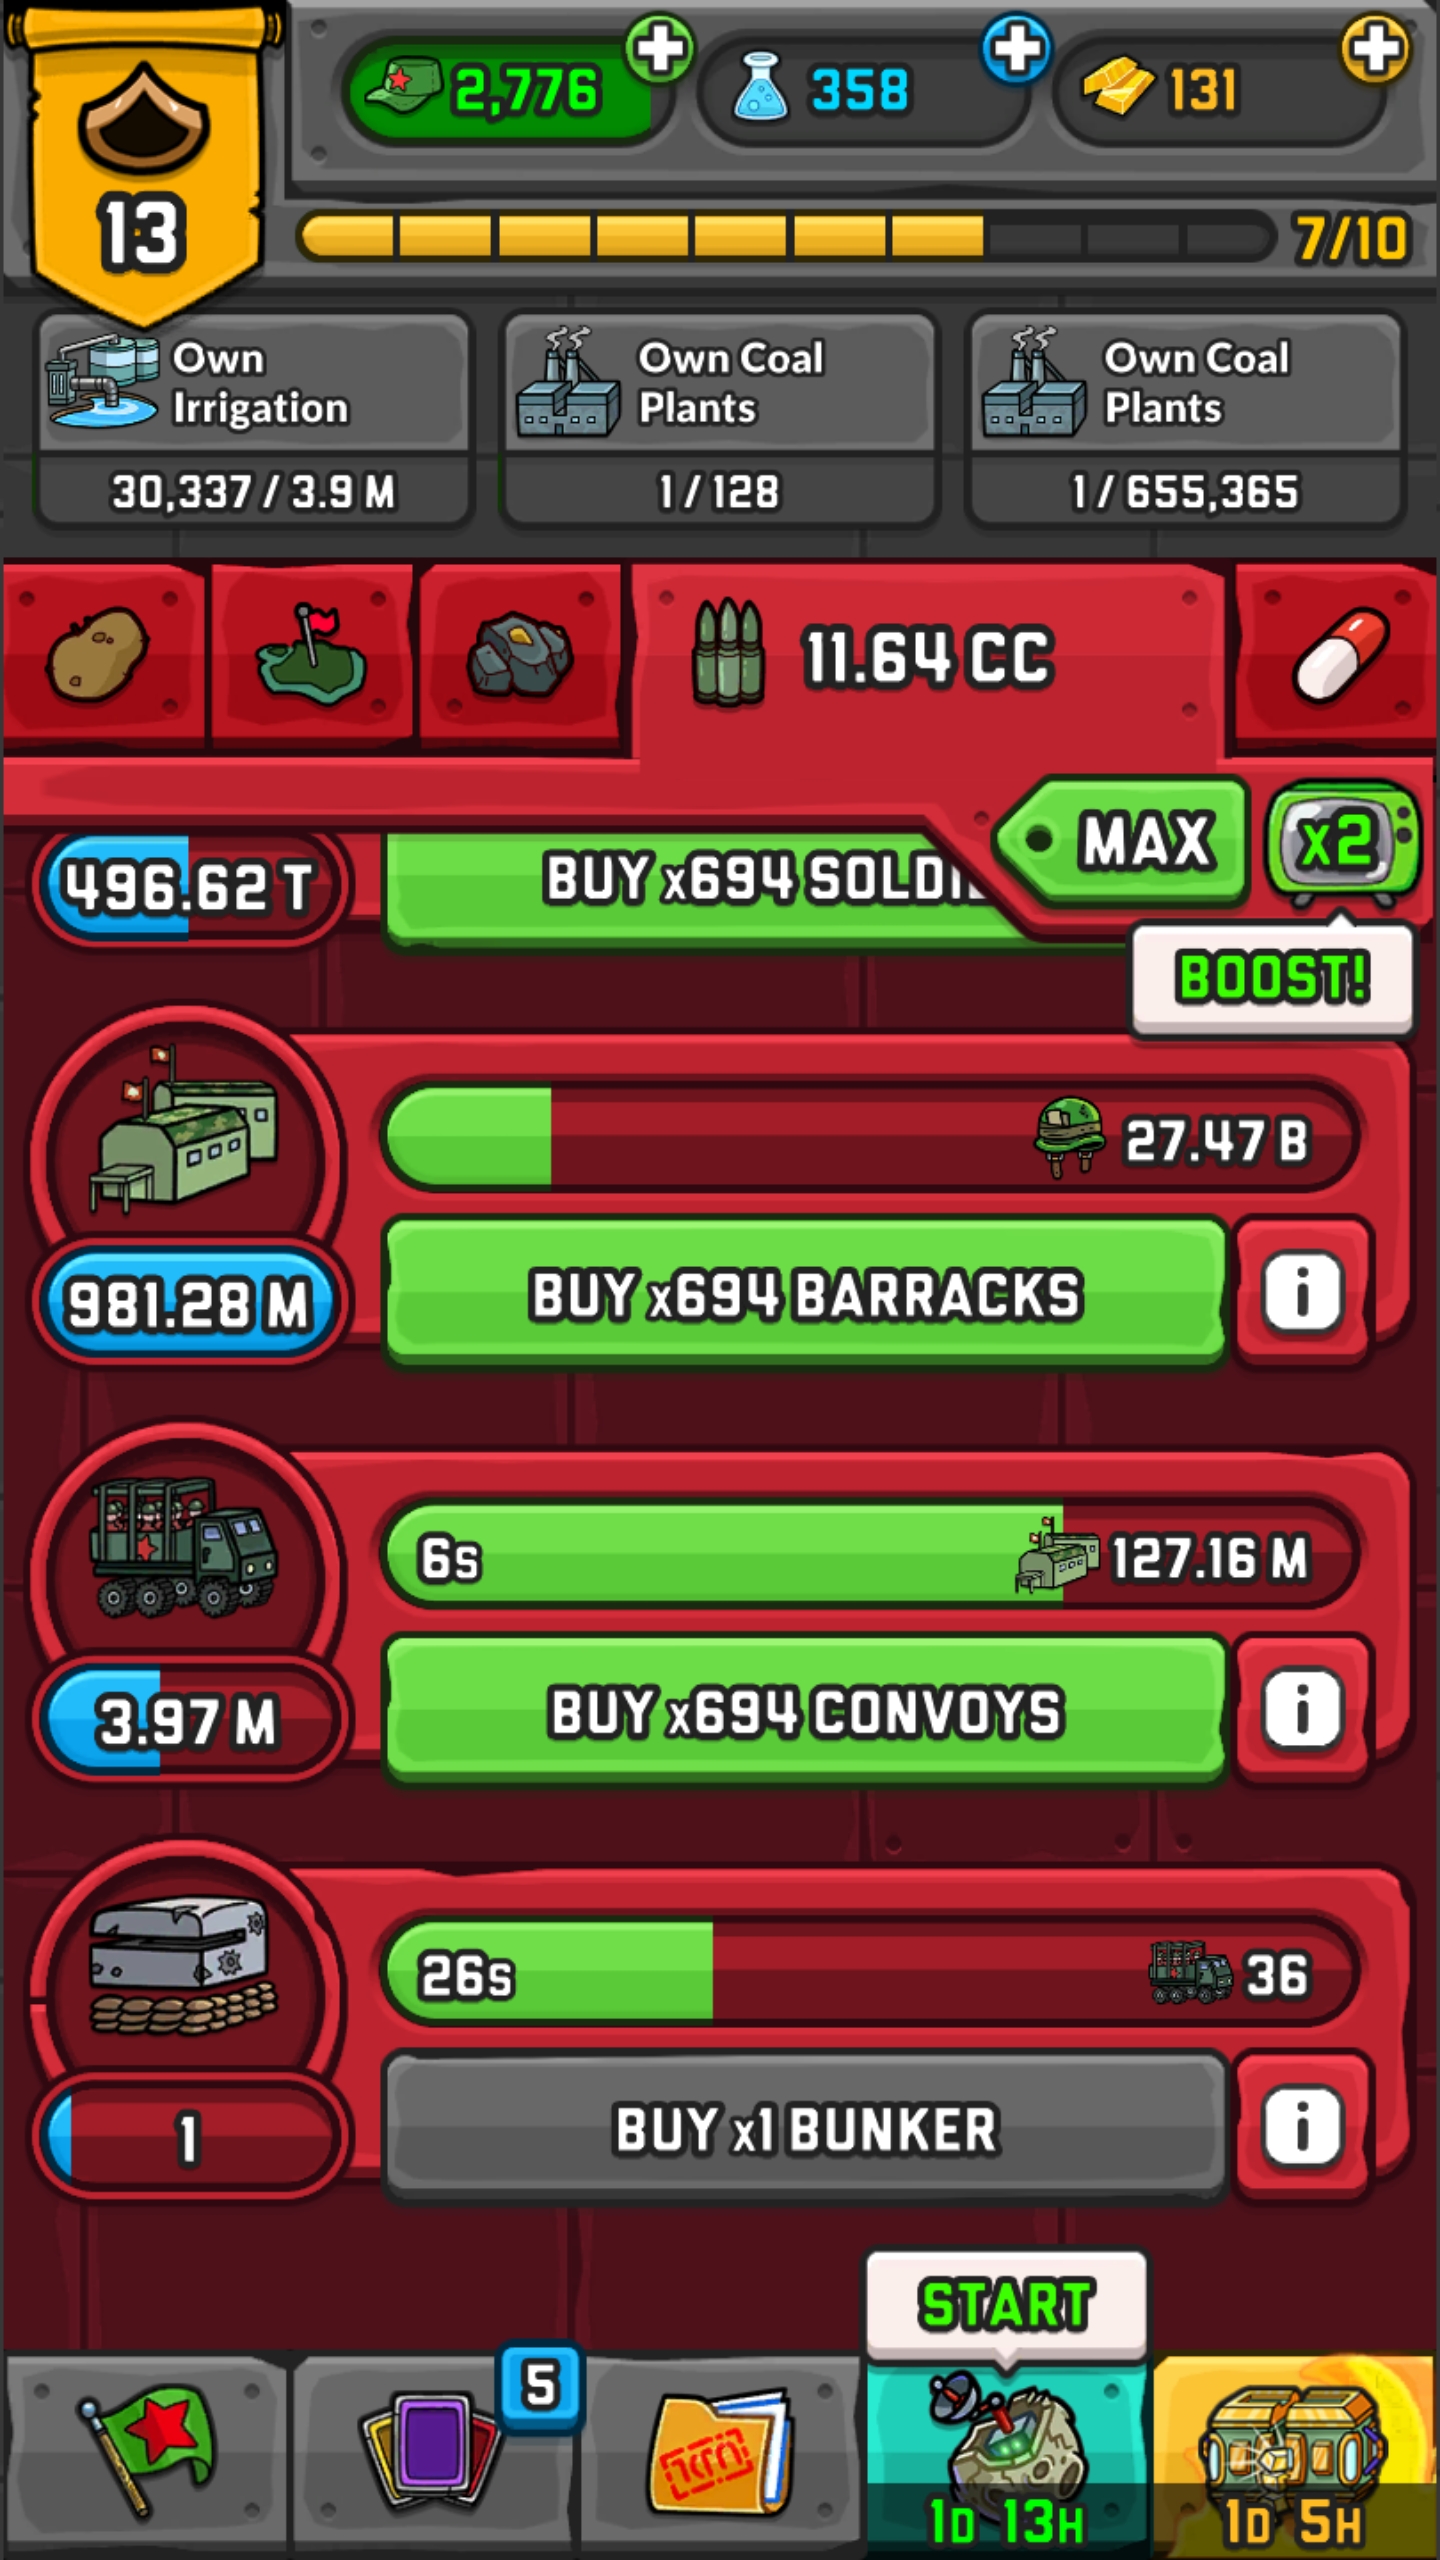 2,776
358
131
13
7/10
Own
Irrigation
30,337 / 3.9 M
Own Coal
Plants
1 / 128
Own Coal
Plants
1 / 655,365
11.64 CC
MAX
x2
BOOST!
496.62 T
BUY x694
27.47 B
981.28 M
BUY x694 BARRACKS
i
6s
127.16 M
3.97 M
BUY x694 CONVOYS
i
26s
36
1
BUY x1 BUNKER
i
START
5
1D 13H
1D 5H